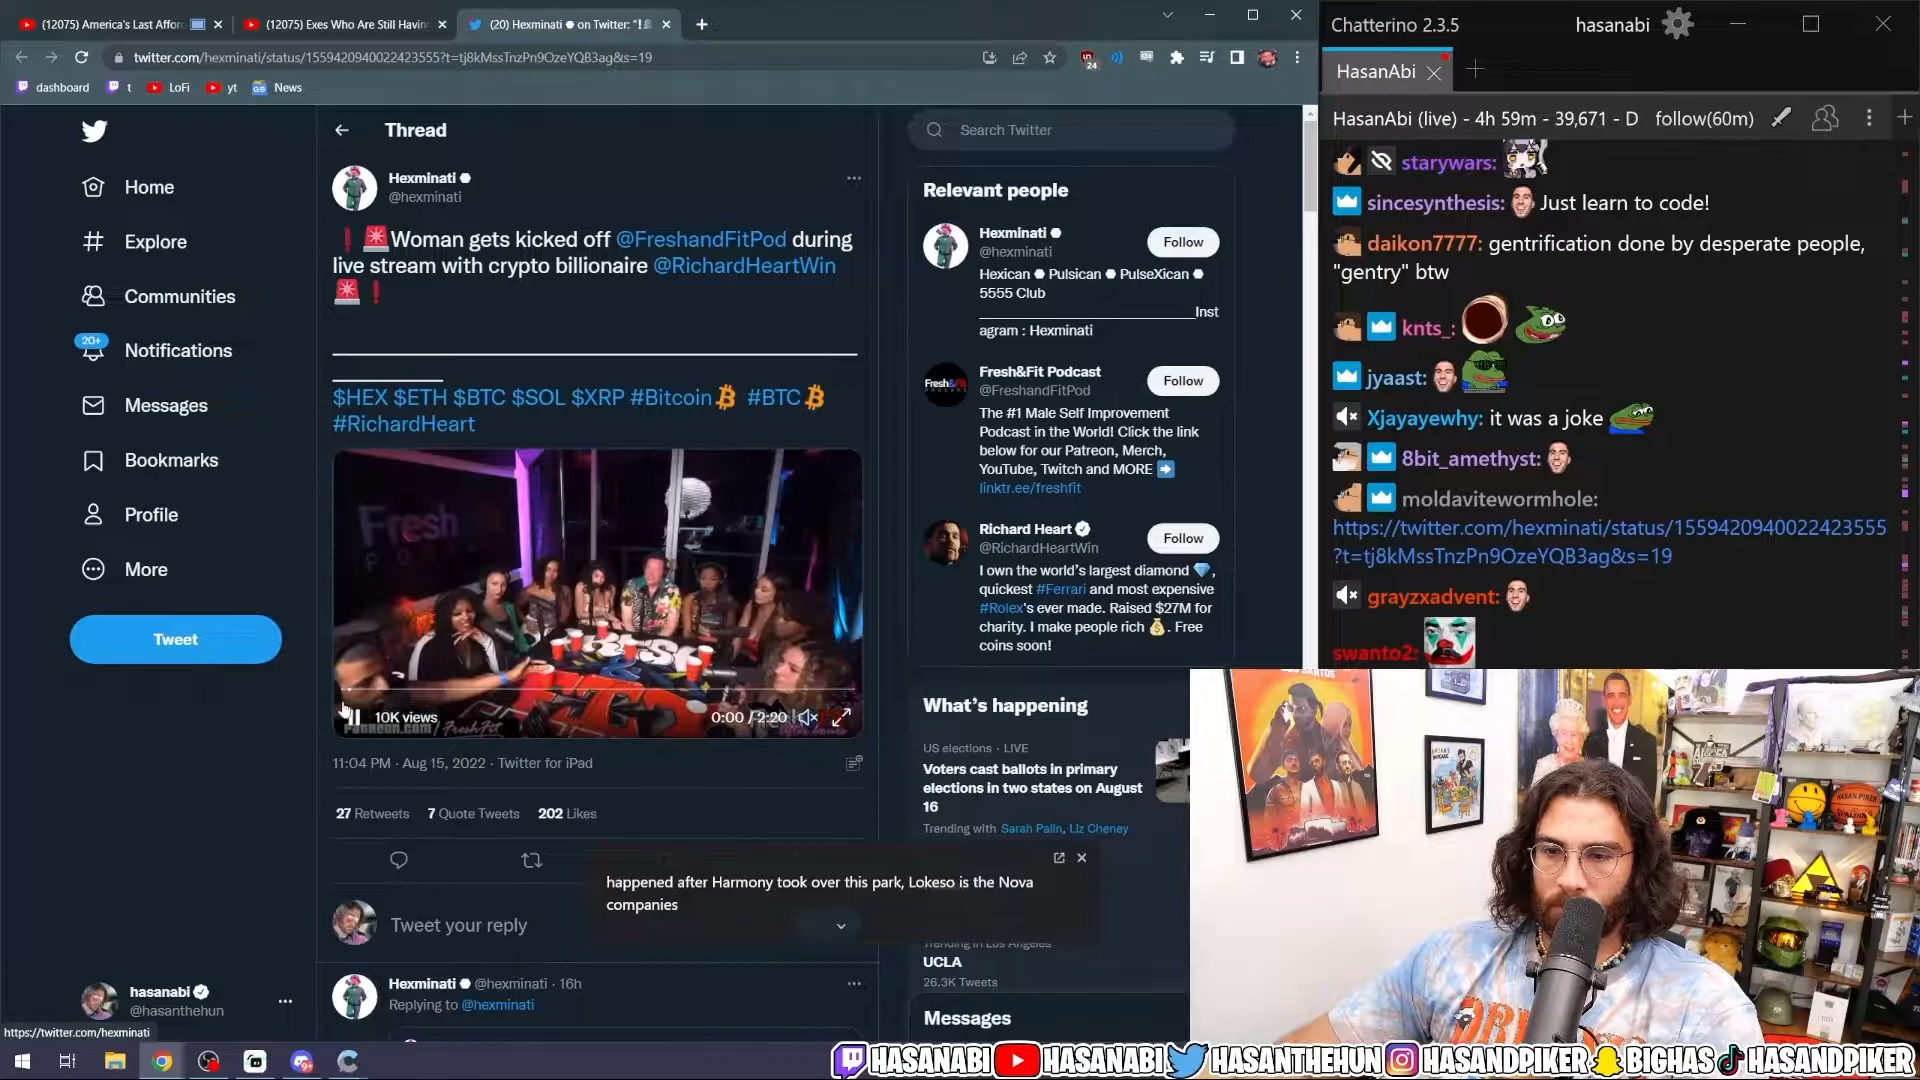 (12075) America's Last Affor
(12075) Exes Who Are Still Havin
(20) Hexminati on Twitter: "
twitter.com/hexminati/status/1559420940022423555?t=tj8kMssTnzPn9OzeYQB3ag&s=19
24
dashboard
t
LoFi
yt
News
Thread
Hexminati
@hexminati
❗🚨Woman gets kicked off @FreshandFitPod during
live stream with crypto billionaire @RichardHeartWin
🚨❗
$HEX $ETH $BTC $SOL $XRP #Bitcoin #BTC
#RichardHeart
Fresh
10K views
0:00 / 2:20
11:04 PM · Aug 15, 2022 · Twitter for iPad
27 Retweets 7 Quote Tweets 202 Likes
Tweet your reply
Hexminati @hexminati · 16h
Replying to @hexminati
Home
Explore
Communities
20+
Notifications
Messages
Bookmarks
Profile
More
Tweet
hasanabi
@hasanthehun
https://twitter.com/hexminati
happened after Harmony took over this park, Lokeso is the Nova
companies
Search Twitter
Relevant people
Hexminati
@hexminati
Follow
Hexican Pulsican PulseXican
5555 Club
Inst
agram : Hexminati
Fresh&Fit Podcast
@FreshandFitPod
Follow
The #1 Male Self Improvement
Podcast in the World! Click the link
below for our Patreon, Merch,
YouTube, Twitch and MORE ➡
linktr.ee/freshfit
Richard Heart
@RichardHeartWin
Follow
I own the world's largest diamond 💎,
quickest #Ferrari and most expensive
#Rolex's ever made. Raised $27M for
charity. I make people rich 💰. Free
coins soon!
What's happening
US elections · LIVE
Voters cast ballots in primary
elections in two states on August
16
Trending with Sarah Palin, Liz Cheney
Trending in Los Angeles
UCLA
26.3K Tweets
Messages
Chatterino 2.3.5
hasanabi
HasanAbi
HasanAbi (live) - 4h 59m - 39,671 - D follow(60m)
starywars:
sincesynthesis: Just learn to code!
daikon7777: gentrification done by desperate people,
"gentry" btw
knts_:
jyaast:
Xjayayewhy: it was a joke
8bit_amethyst:
moldavitewormhole:
https://twitter.com/hexminati/status/1559420940022423555
?t=tj8kMssTnzPn9OzeYQB3ag&s=19
grayzxadvent:
swanto2:
HASANABI HASANABI HASANTHEHUN HASANDPIKER BIGHAS HASANDPIKER